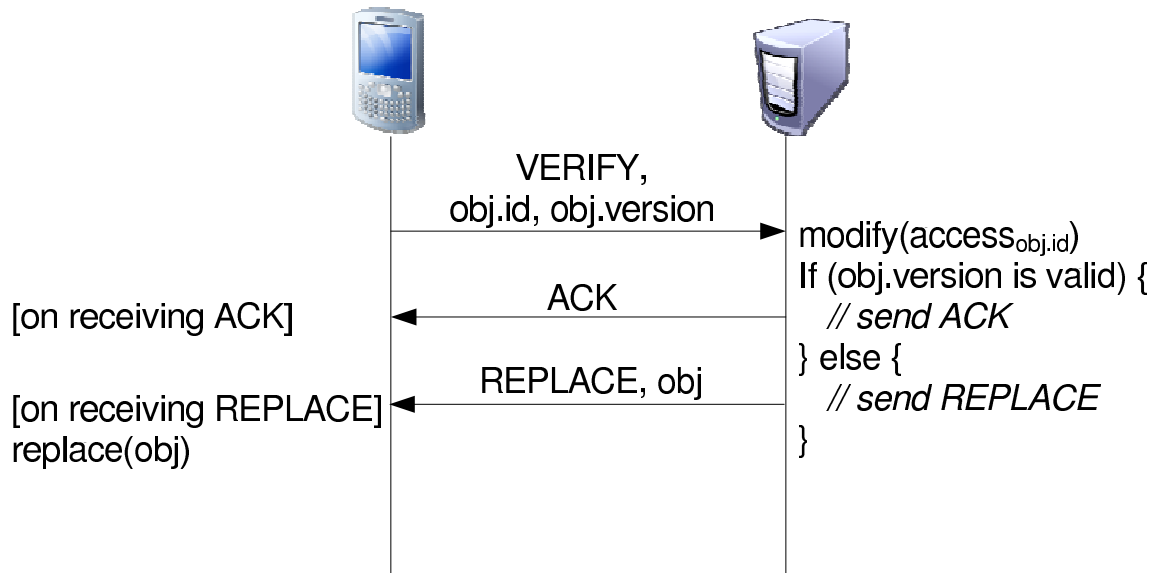 VERIFY,
obj.id, obj.version
modify(access_obj.id)
If (obj.version is valid) {
ACK
[on receiving ACK]
// send ACK
} else {
REPLACE, obj
[on receiving REPLACE]
// send REPLACE
replace(obj)
}